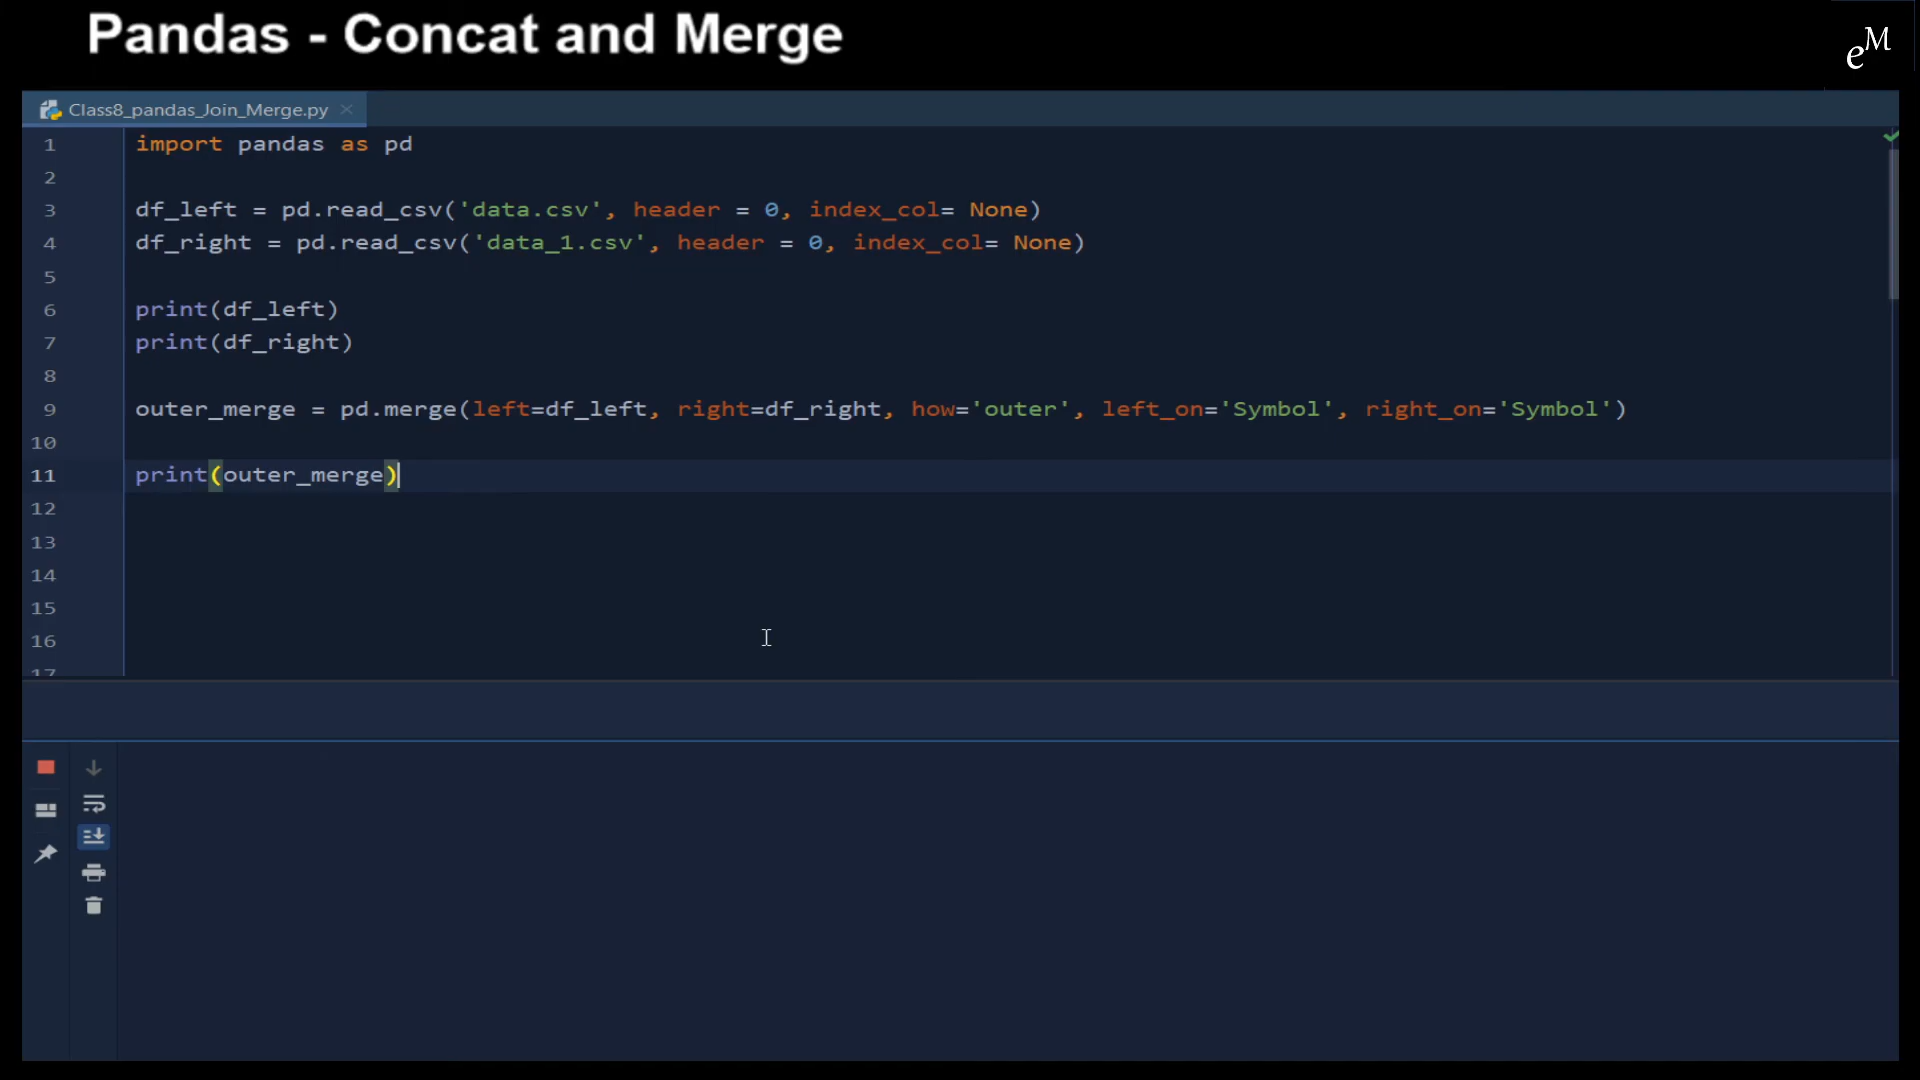 Pandas - Concat and Merge
eM
Class8_pandas_Join_Merge.py
1 import pandas as pd
2
3 df_left = pd.read_csv('data.csv', header = 0, index_col= None)
4 df_right = pd.read_csv('data_1.csv', header = 0, index_col= None)
5
6 print(df_left)
7 print(df_right)
8
9 outer_merge = pd.merge(left=df_left, right=df_right, how='outer', left_on='Symbol', right_on='Symbol')
10
11 print(outer_merge)
12
13
14
15
16
17